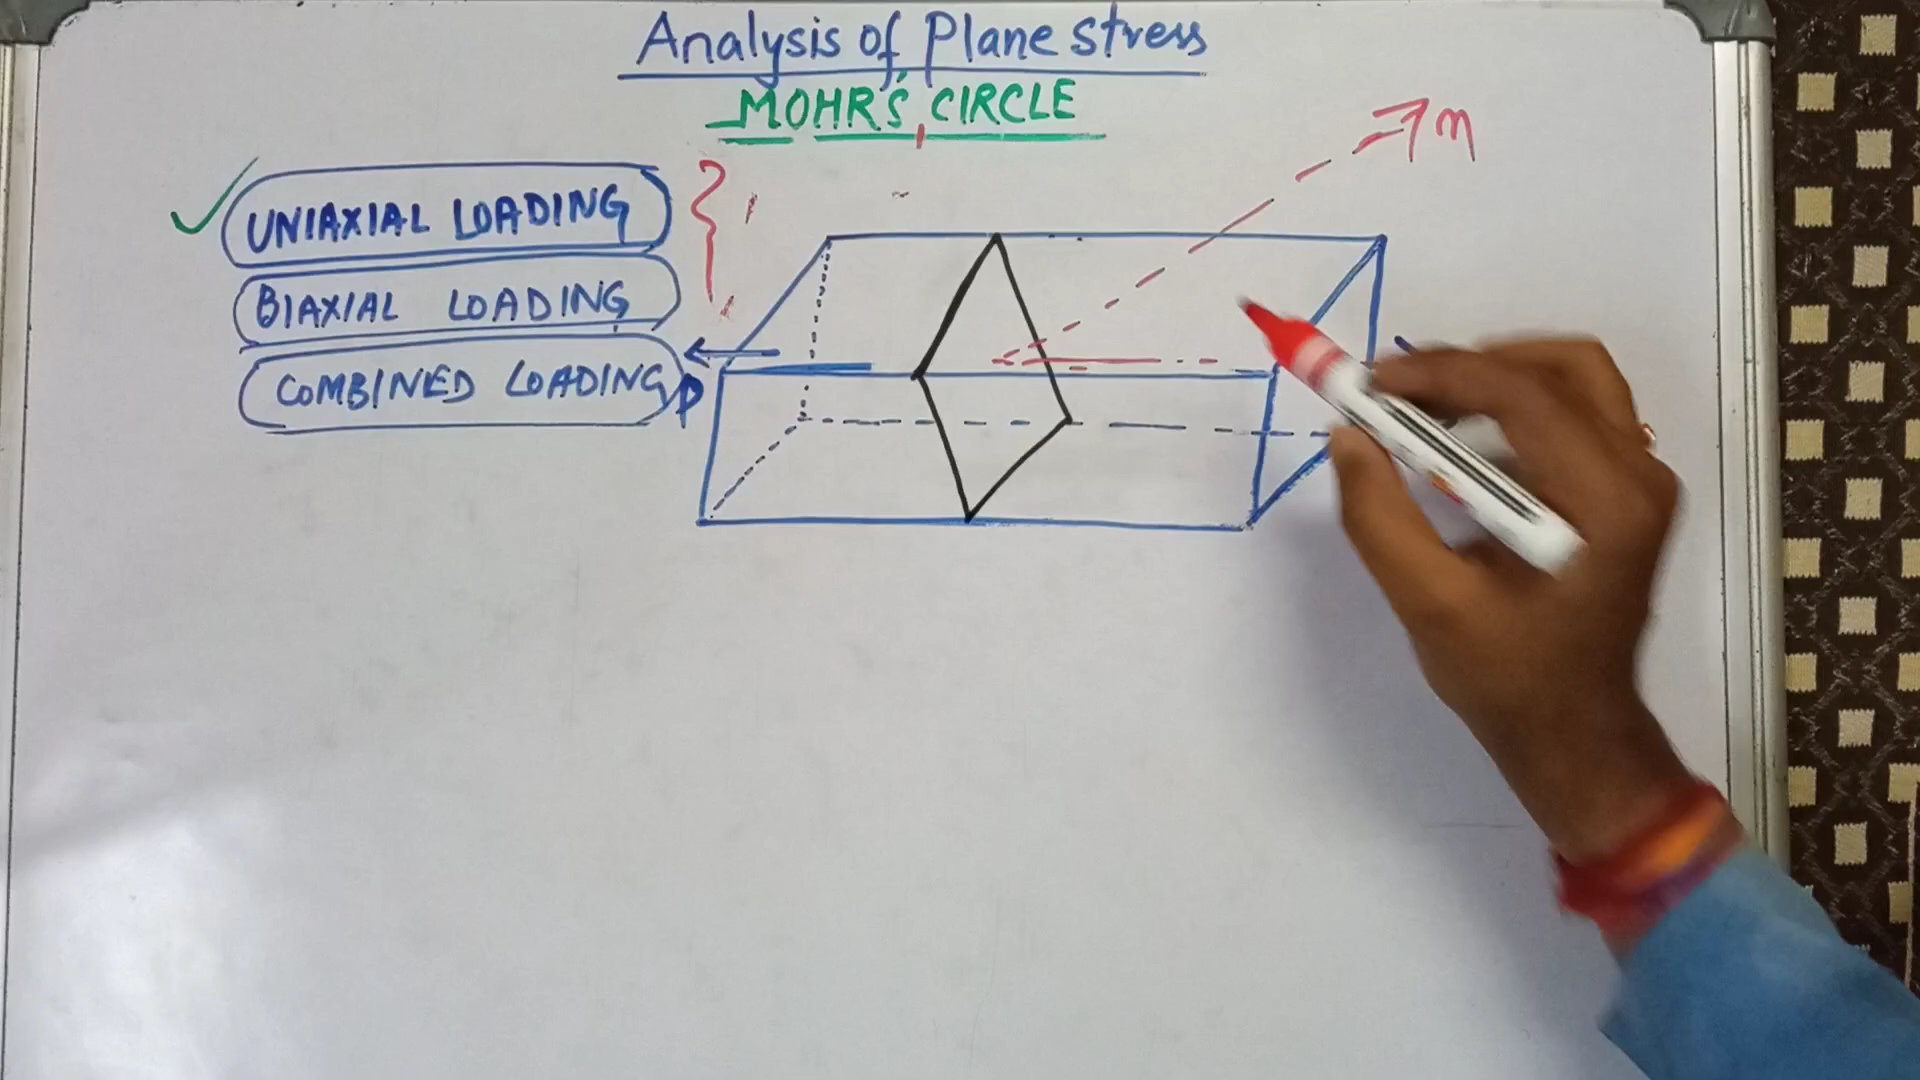 Analysis of Plane stress
MOHR'S CIRCLE
UNIAXIAL LOADING
BIAXIAL LOADING
COMBINED LOADING
P
n